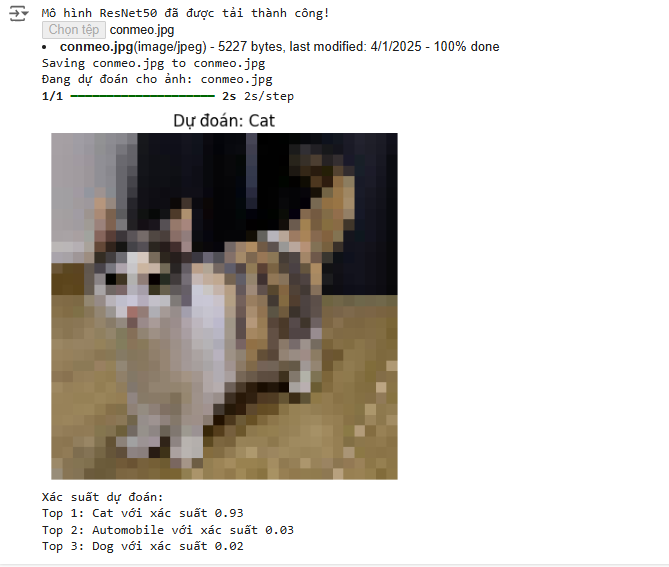 Mô hình ResNet50 đã được tải thành công!
Chọn tệp conmeo.jpg
• conmeo.jpg(image/jpeg) - 5227 bytes, last modified: 4/1/2025 - 100% done
Saving conmeo.jpg to conmeo.jpg
Đang dự đoán cho ảnh: conmeo.jpg
1/1 ━━━━━━━━━━━━━━━━━━━━ 2s 2s/step
Dự đoán: Cat
Xác suất dự đoán:
Top 1: Cat với xác suất 0.93
Top 2: Automobile với xác suất 0.03
Top 3: Dog với xác suất 0.02